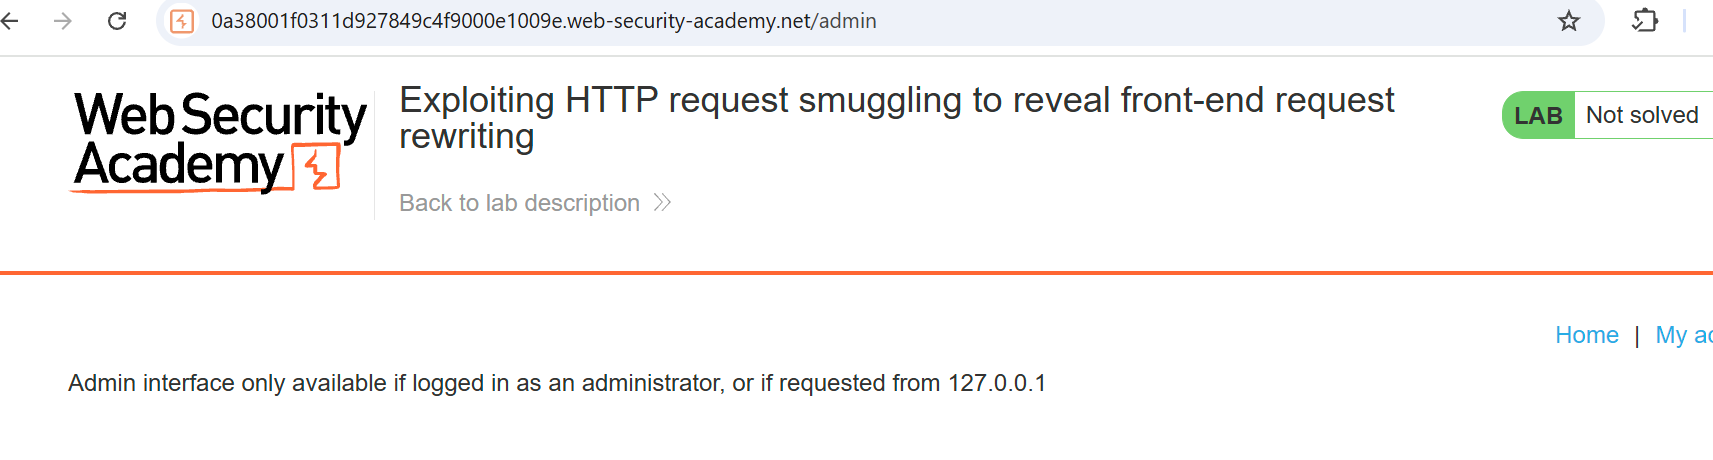 0a38001f0311d927849c4f9000e1009e.web-security-academy.net/admin
Web Security
Academy
Exploiting HTTP request smuggling to reveal front-end request
rewriting
LAB Not solved
Back to lab description
Home | My ac
Admin interface only available if logged in as an administrator, or if requested from 127.0.0.1